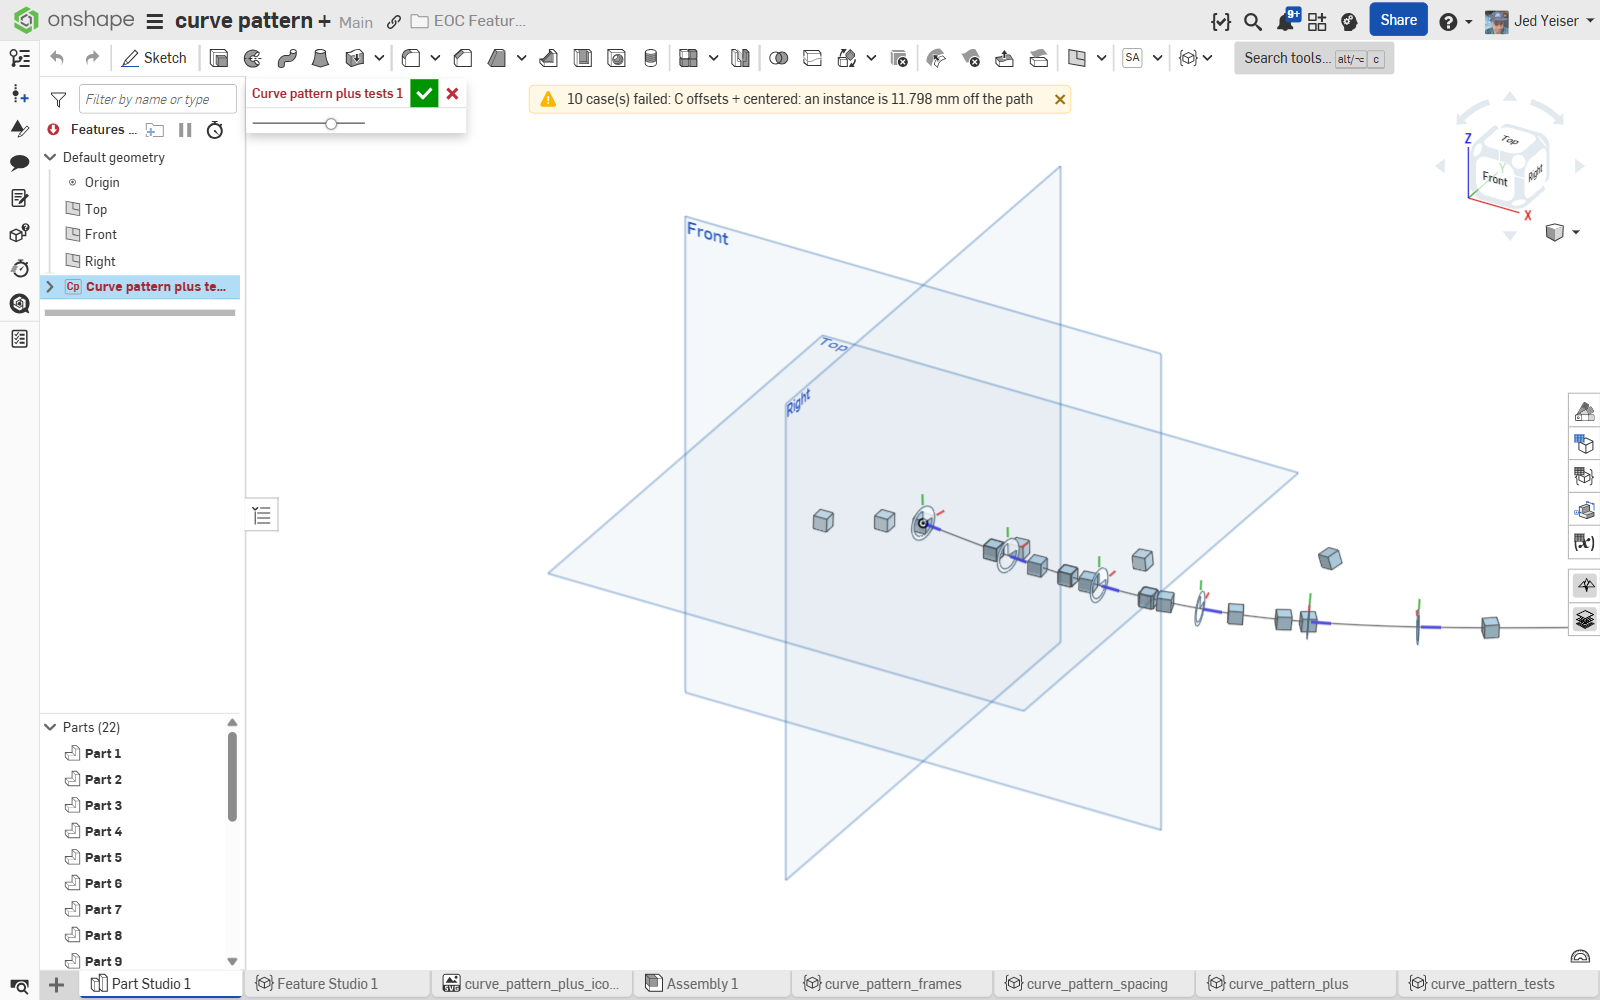 onshape
curve pattern +
Main
EOC Featur...
9+
Share
Jed Yeiser
Sketch
SA
Search tools...
alt/⌥
c
Filter by name or type
Curve pattern plus tests 1
10 case(s) failed: C offsets + centered: an instance is 11.798 mm off the path
Features ...
Default geometry
Origin
Top
Front
Right
Cp
Curve pattern plus te...
Front
Top
Right
Z
Top
Y
Front
Right
X
Parts (22)
Part 1
Part 2
Part 3
Part 4
Part 5
Part 6
Part 7
Part 8
Part 9
Part Studio 1
Feature Studio 1
SVG
curve_pattern_plus_ico...
Assembly 1
curve_pattern_frames
curve_pattern_spacing
curve_pattern_plus
curve_pattern_tests